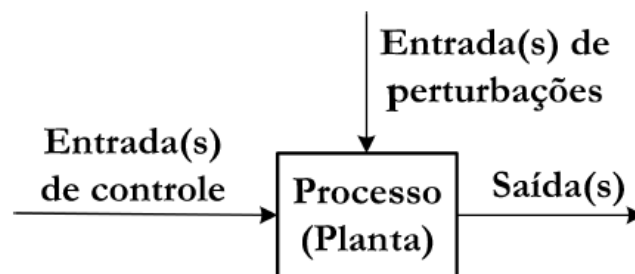 Entrada(s) de
perturbações
Entrada(s)
de controle
Processo
(Planta)
Saída(s)